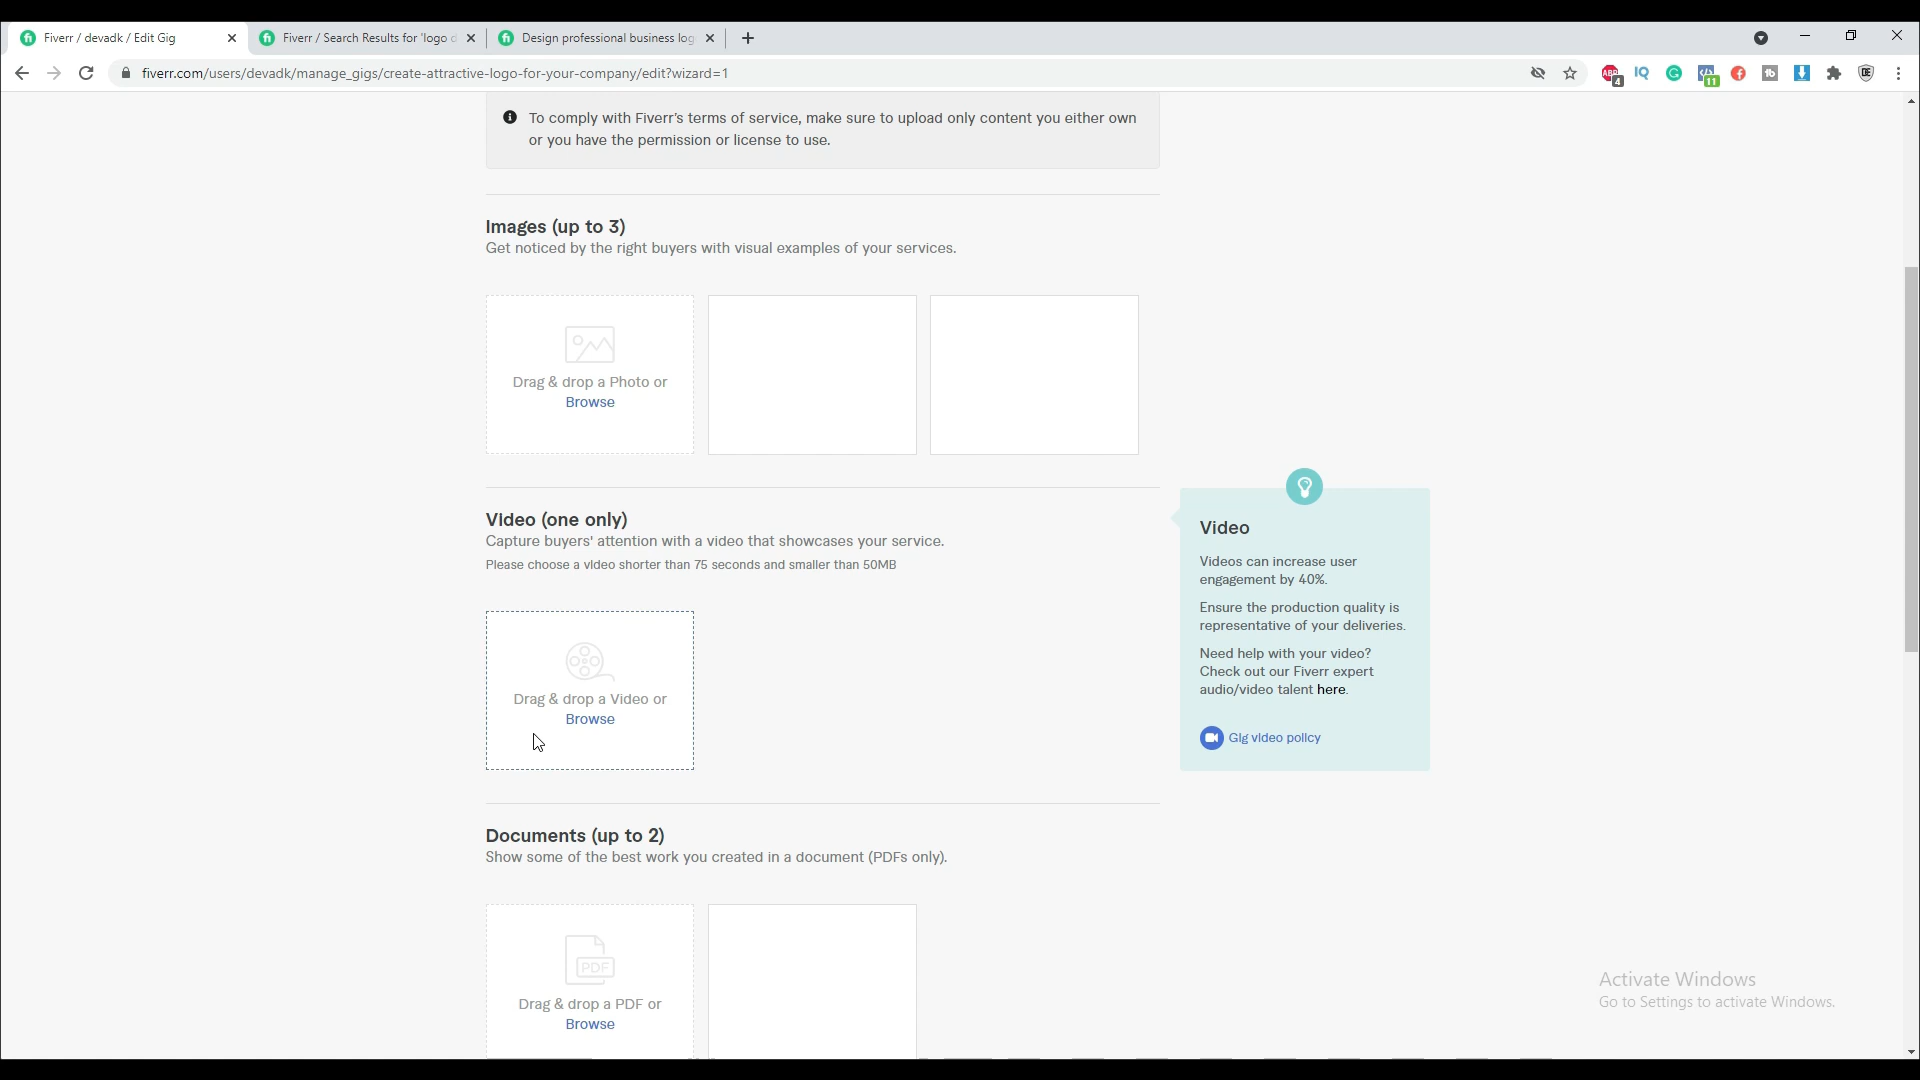 Fiverr / devadk / Edit Gig
Fiverr / Search Results for 'logo d
Design professional business log
fiverr.com/users/devadk/manage_gigs/create-attractive-logo-for-your-company/edit?wizard=1
To comply with Fiverr's terms of service, make sure to upload only content you either own
or you have the permission or license to use.
Images (up to 3)
Get noticed by the right buyers with visual examples of your services.
Drag & drop a Photo or
Browse
Video (one only)
Capture buyers' attention with a video that showcases your service.
Please choose a video shorter than 75 seconds and smaller than 50MB
Drag & drop a Video or
Browse
Video
Videos can increase user
engagement by 40%.
Ensure the production quality is
representative of your deliveries.
Need help with your video?
Check out our Fiverr expert
audio/video talent here.
Gig video policy
Documents (up to 2)
Show some of the best work you created in a document (PDFs only).
PDF
Drag & drop a PDF or
Browse
Activate Windows
Go to Settings to activate Windows.